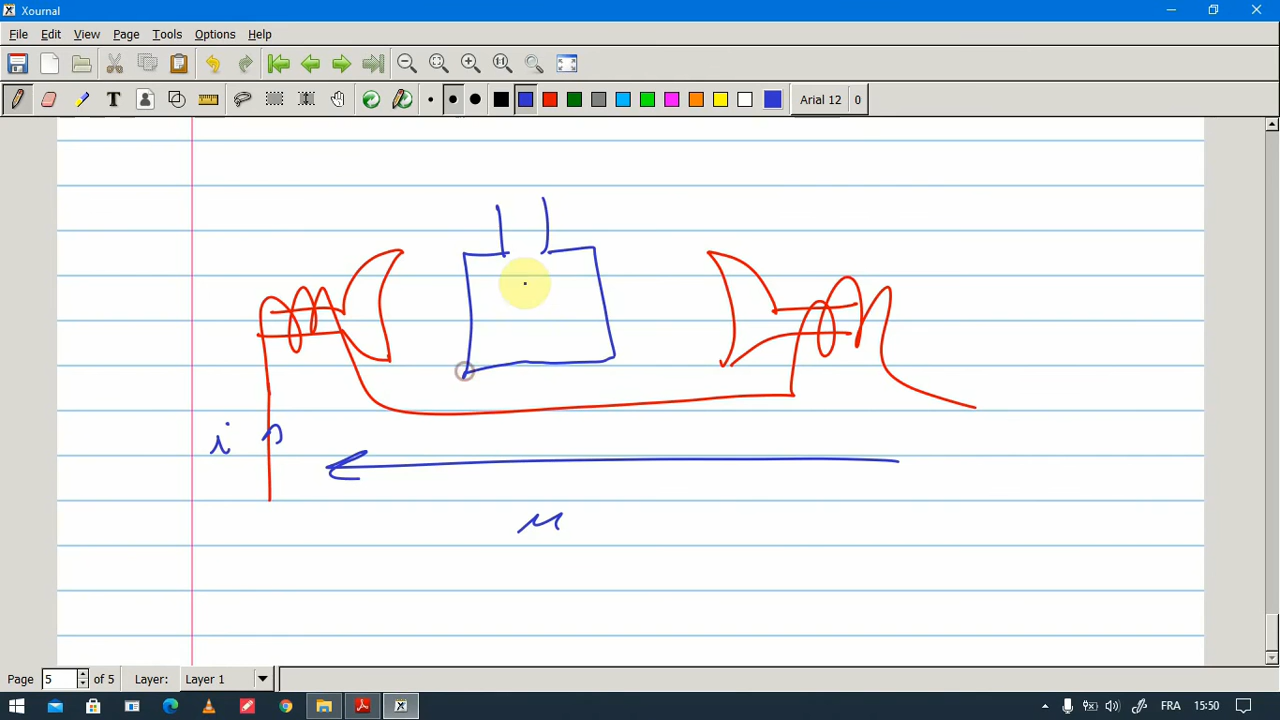 Xournal
File Edit View Page Tools Options Help
Arial 12 0
i
u
Page 5 of 5 Layer: Layer 1
FRA 15:50